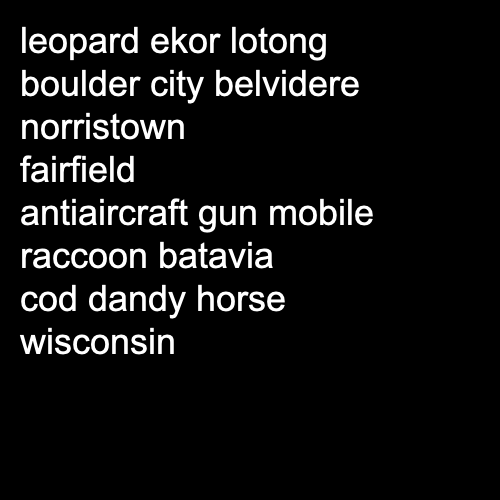 leopard ekor lotong
boulder city belvidere
norristown
fairfield
antiaircraft gun mobile
raccoon batavia
cod dandy horse
wisconsin